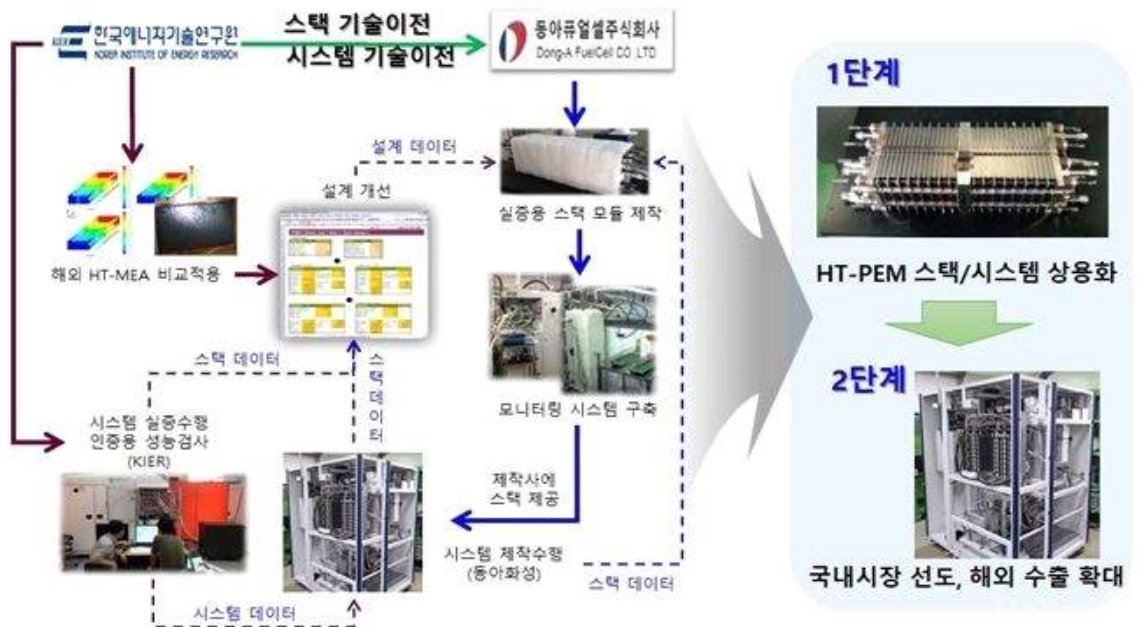 한국에너지기술연구원
KOREA INSTITUTE OF ENERGY RESEARCH
스택 기술이전
시스템 기술이전
동아퓨얼셀주식회사
Dong-A FuelCell CO.,LTD.
설계 데이터
설계 개선
실증용 스택 모듈 제작
해외 HT-MEA 비교적용
스택 데이터
스택 데이터
모니터링 시스템 구축
시스템 실증수행
인증용 성능검사
(KIER)
제작사에
스택 제공
시스템 제작수행
(동아화성)
스택 데이터
시스템 데이터
1단계
HT-PEM 스택/시스템 상용화
2단계
국내시장 선도, 해외 수출 확대